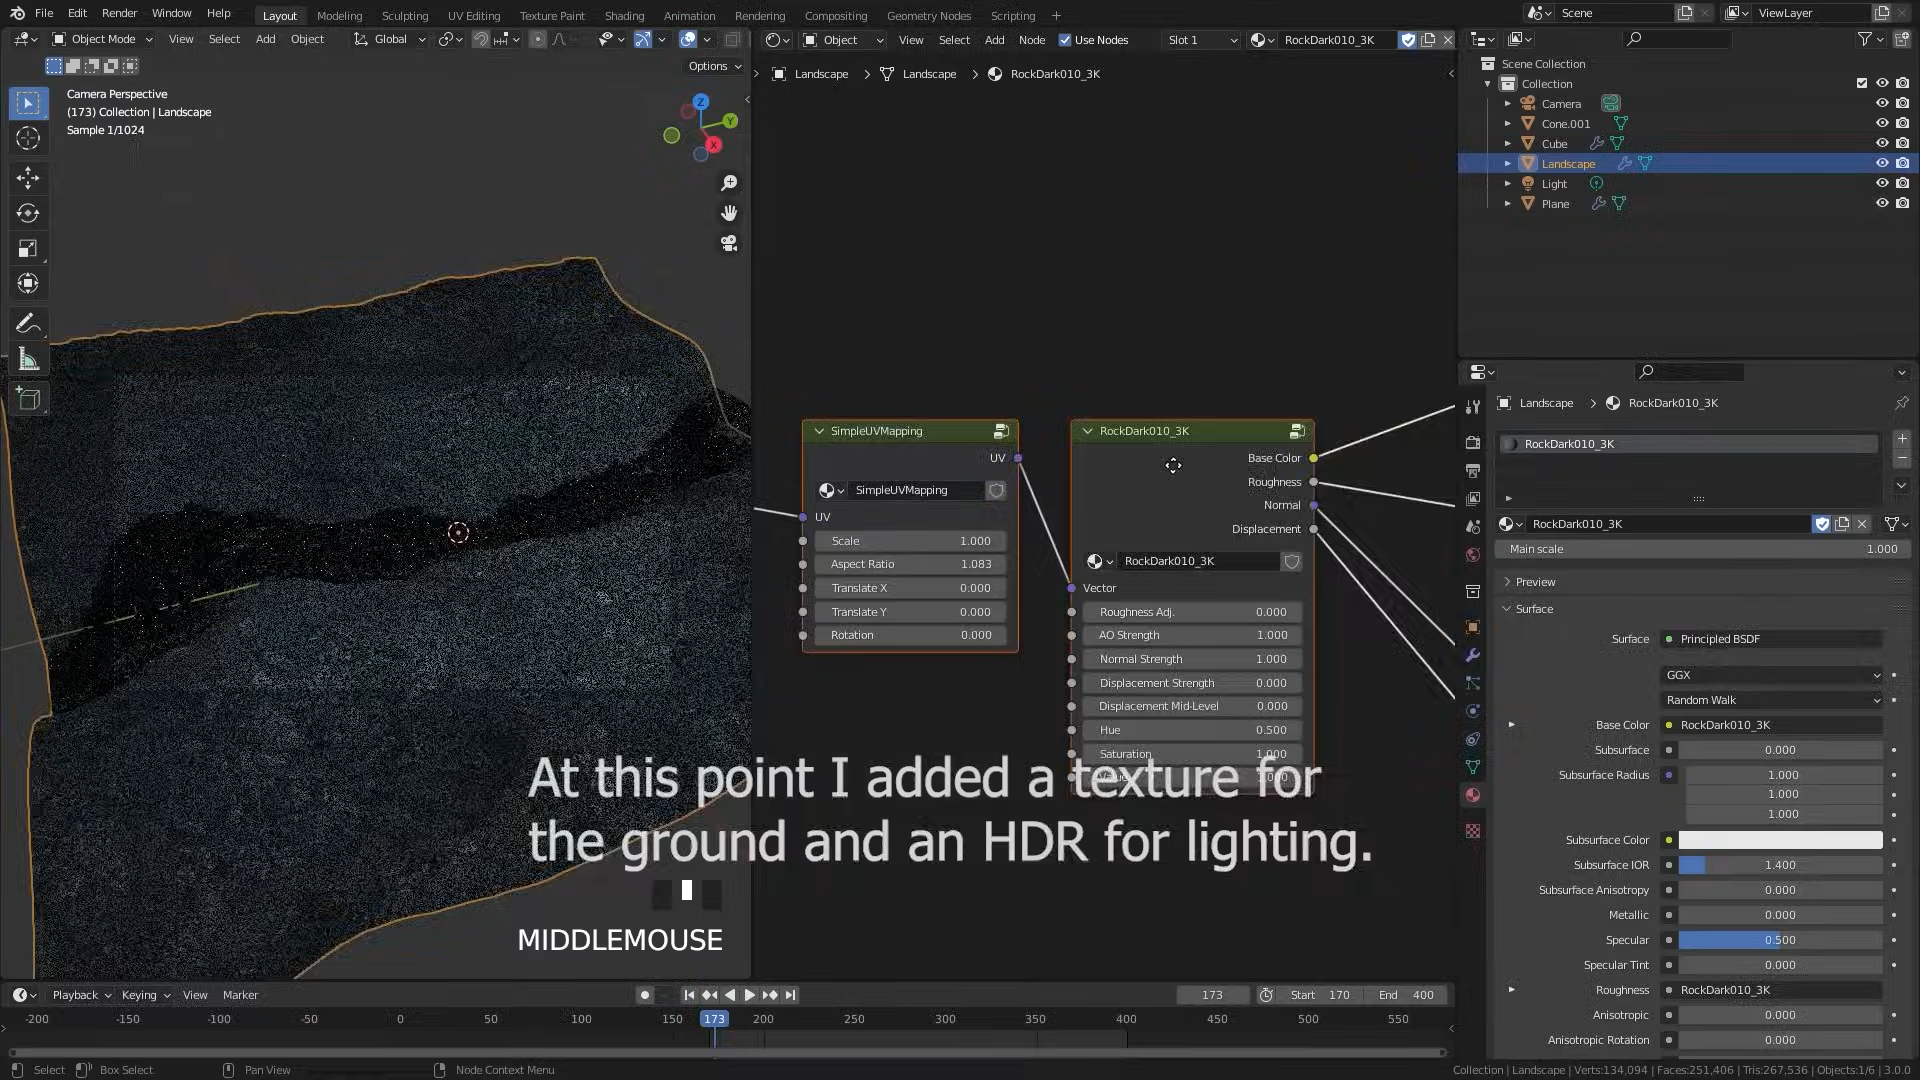 File Edit Render Window Help Layout Modeling Sculpting UV Editing Texture Paint Shading Animation Rendering Compositing Geometry Nodes Scripting + Scene ViewLayer
Object Mode View Select Add Object Global Object View Select Add Node Use Nodes Slot 1 RockDark010_3K
Options
Landscape > Landscape > RockDark010_3K
Camera Perspective
(173) Collection | Landscape
Sample 1/1024
Z
Y
X
Scene Collection
Collection
Camera
Cone.001
Cube
Landscape
Light
Plane
SimpleUVMapping
UV
SimpleUVMapping
UV
Scale 1.000
Aspect Ratio 1.083
Translate X 0.000
Translate Y 0.000
Rotation 0.000
RockDark010_3K
Base Color
Roughness
Normal
Displacement
RockDark010_3K
Vector
Roughness Adj. 0.000
AO Strength 1.000
Normal Strength 1.000
Displacement Strength 0.000
Displacement Mid-Level 0.000
Hue 0.500
Saturation 1.000
At this point I added a texture for
the ground and an HDR for lighting.
MIDDLEMOUSE
Landscape > RockDark010_3K
RockDark010_3K
RockDark010_3K
Main scale 1.000
Preview
Surface
Surface Principled BSDF
GGX
Random Walk
Base Color RockDark010_3K
Subsurface 0.000
Subsurface Radius 1.000
1.000
1.000
Subsurface Color
Subsurface IOR 1.400
Subsurface Anisotropy 0.000
Metallic 0.000
Specular 0.500
Specular Tint 0.000
Roughness RockDark010_3K
Anisotropic 0.000
Anisotropic Rotation 0.000
Playback Keying View Marker 173 Start 170 End 400
-200 -150 -100 -50 0 50 100 150 173 200 250 300 350 400 450 500 550
Select Box Select Pan View Node Context Menu Collection | Landscape | Verts:134,094 | Faces:251,406 | Tris:267,536 | Objects:1/6 | 3.0.0